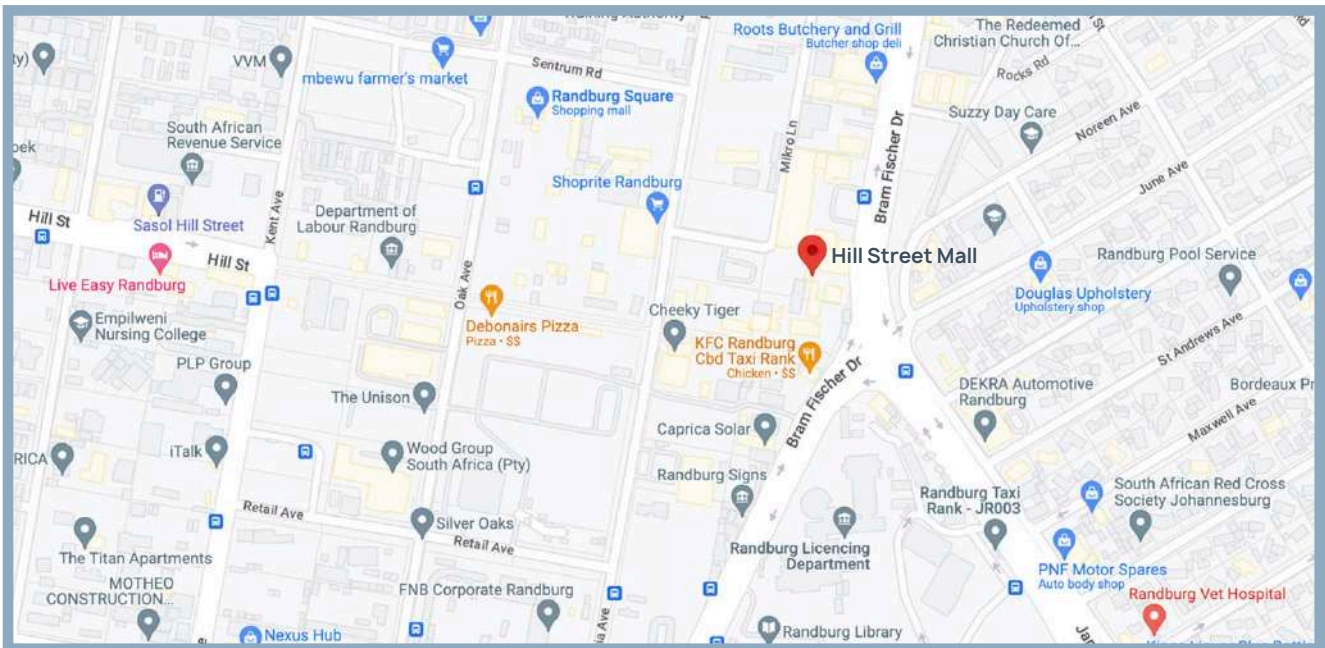 Training Authority
Roots Butchery and Grill
Butcher shop deli
The Redeemed
Christian Church Of...
VVM
mbewu farmer's market
Sentrum Rd
Rocks Rd
Randburg Square
Shopping mall
Suzzy Day Care
Noreen Ave
South African
Revenue Service
Mikro Ln
Bram Fischer Dr
June Ave
Shoprite Randburg
Sasol Hill Street
Hill St
Kent Ave
Department of
Labour Randburg
Hill St
Hill Street Mall
Randburg Pool Service
Live Easy Randburg
Oak Ave
Douglas Upholstery
Upholstery shop
Empilweni
Nursing College
Debonairs Pizza
Pizza • $$
Cheeky Tiger
KFC Randburg
Cbd Taxi Rank
Chicken • $$
St Andrews Ave
PLP Group
Bram Fischer Dr
DEKRA Automotive
Randburg
Bordeaux Pr
The Unison
Maxwell Ave
Caprica Solar
iTalk
RICA
Wood Group
South Africa (Pty)
Randburg Signs
Randburg Taxi
Rank - JR003
South African Red Cross
Society Johannesburg
Retail Ave
Silver Oaks
Retail Ave
The Titan Apartments
Randburg Licencing
Department
PNF Motor Spares
Auto body shop
MOTHEO
CONSTRUCTION...
FNB Corporate Randburg
Randburg Vet Hospital
Nexus Hub
ia Ave
Randburg Library
Jan